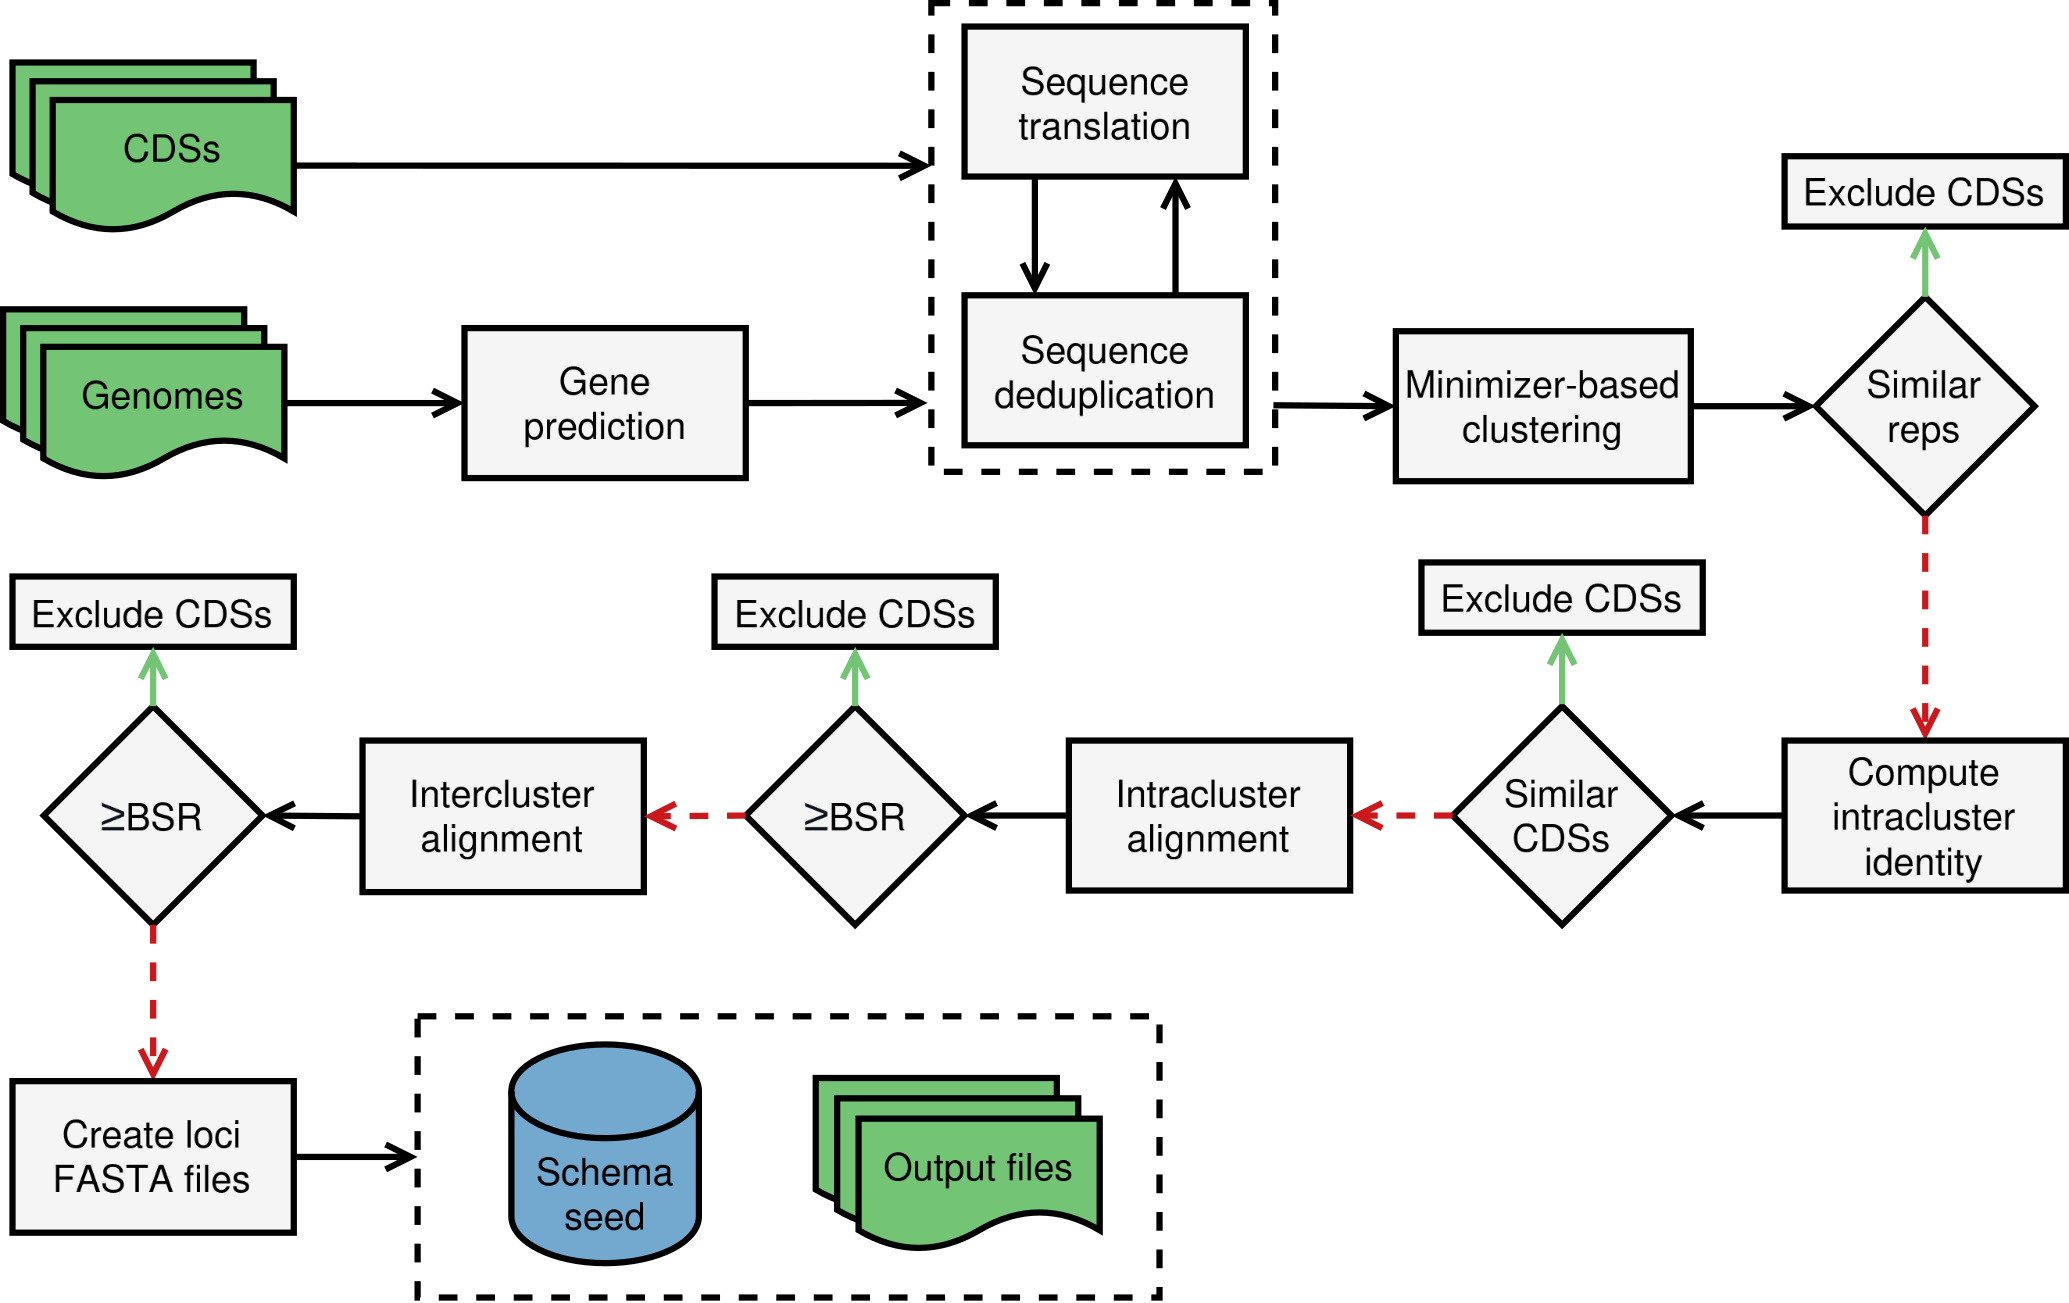 Sequence
translation
CDSs
Exclude CDSs
Genomes
Gene
prediction
Sequence
deduplication
Minimizer-based
clustering
Similar
reps
Exclude CDSs
Exclude CDSs
Exclude CDSs
≥BSR
Intercluster
alignment
≥BSR
Intracluster
alignment
Similar
CDSs
Compute
intracluster
identity
Create loci
FASTA files
Schema
seed
Output files